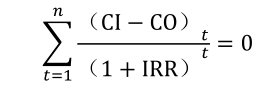 n
∑ (CI－CO) t / (1＋IRR) t = 0
t=1